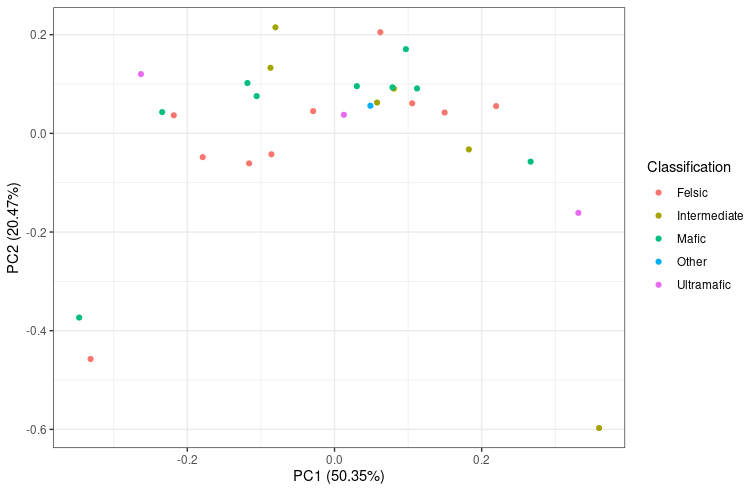 0.2
0.0
-0.2
-0.4
-0.6
PC2 (20.47%)
-0.2 0.0 0.2
PC1 (50.35%)
Classification
Felsic
Intermediate
Mafic
Other
Ultramafic